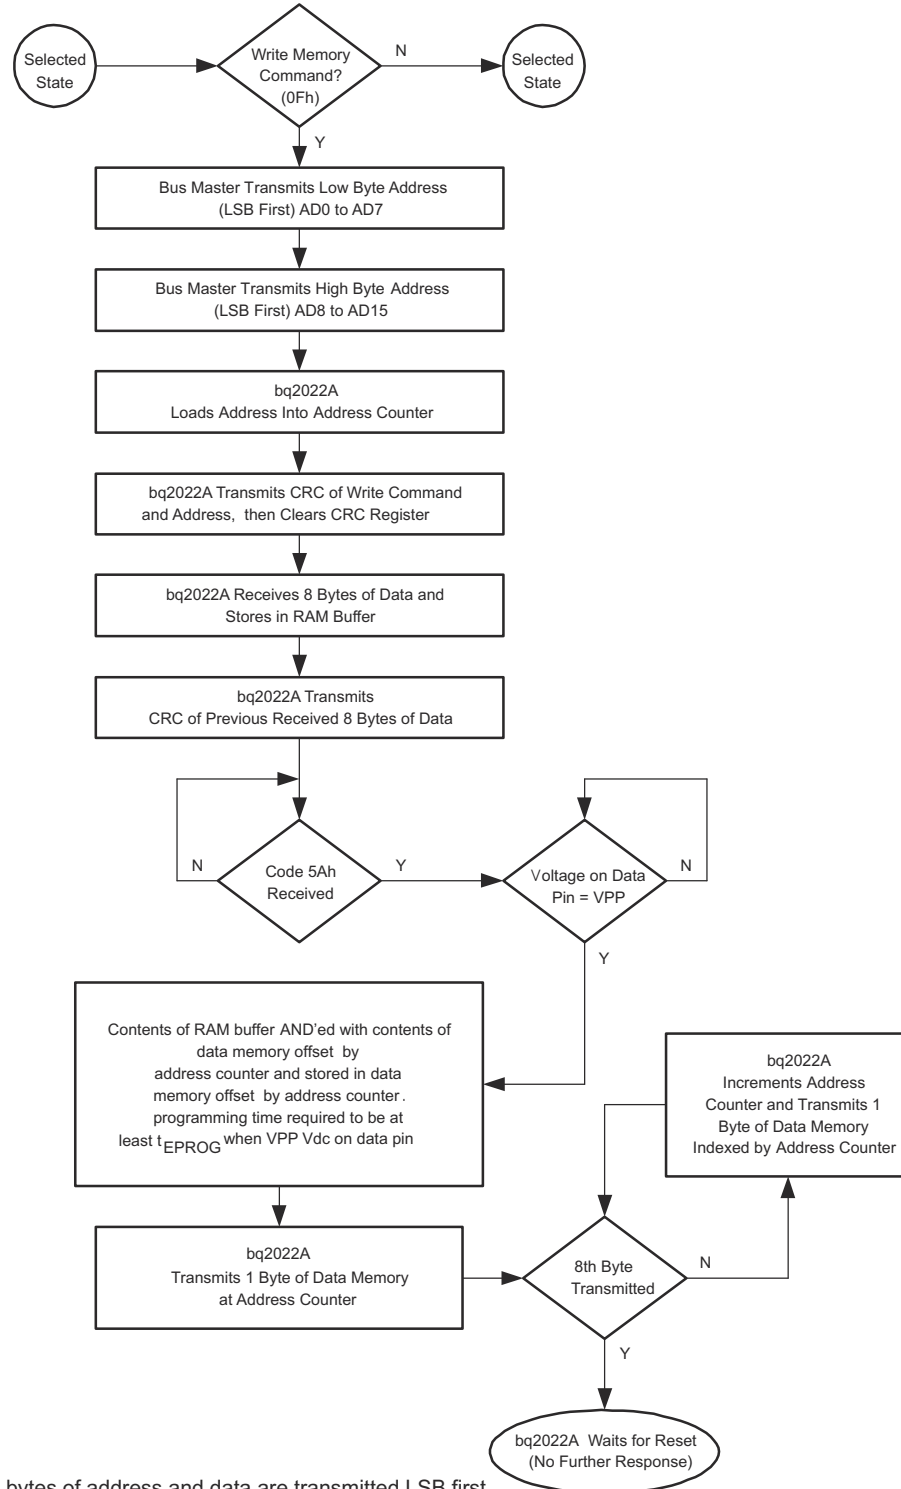 Selected
State
Write Memory
Command?
(0Fh)
N
Selected
State
Y
Bus Master Transmits Low Byte Address
(LSB First) AD0 to AD7
Bus Master Transmits High Byte Address
(LSB First) AD8 to AD15
bq2022A
Loads Address Into Address Counter
bq2022A Transmits CRC of Write Command
and Address, then Clears CRC Register
bq2022A Receives 8 Bytes of Data and
Stores in RAM Buffer
bq2022A Transmits
CRC of Previous Received 8 Bytes of Data
N
Code 5Ah
Received
Y
Voltage on Data
Pin = VPP
N
Y
Contents of RAM buffer AND'ed with contents of
data memory offset by
address counter and stored in data
memory offset by address counter.
programming time required to be at
least tEPROG when VPP Vdc on data pin
bq2022A
Increments Address
Counter and Transmits 1
Byte of Data Memory
Indexed by Address Counter
bq2022A
Transmits 1 Byte of Data Memory
at Address Counter
8th Byte
Transmitted
N
Y
bq2022A Waits for Reset
(No Further Response)
bytes of address and data are transmitted LSB first